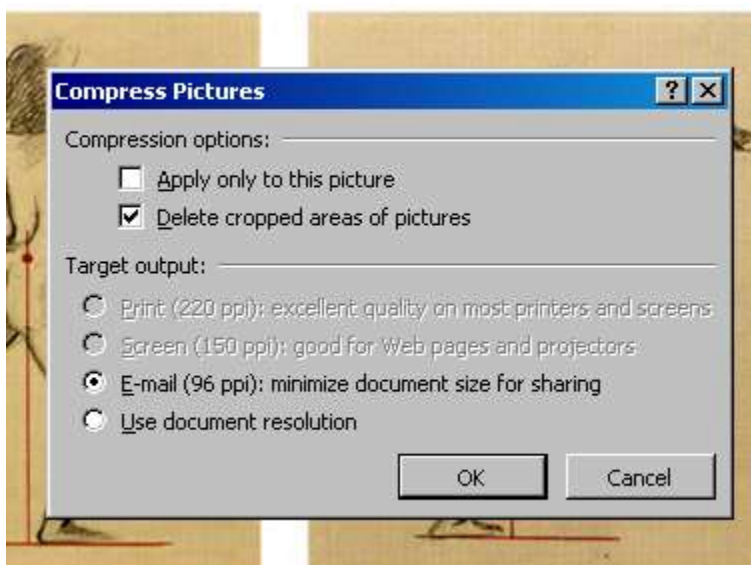 Compress Pictures
Compression options:
Apply only to this picture
Delete cropped areas of pictures
Target output:
Print (220 ppi): excellent quality on most printers and screens
Screen (150 ppi): good for Web pages and projectors
E-mail (96 ppi): minimize document size for sharing
Use document resolution
OK Cancel